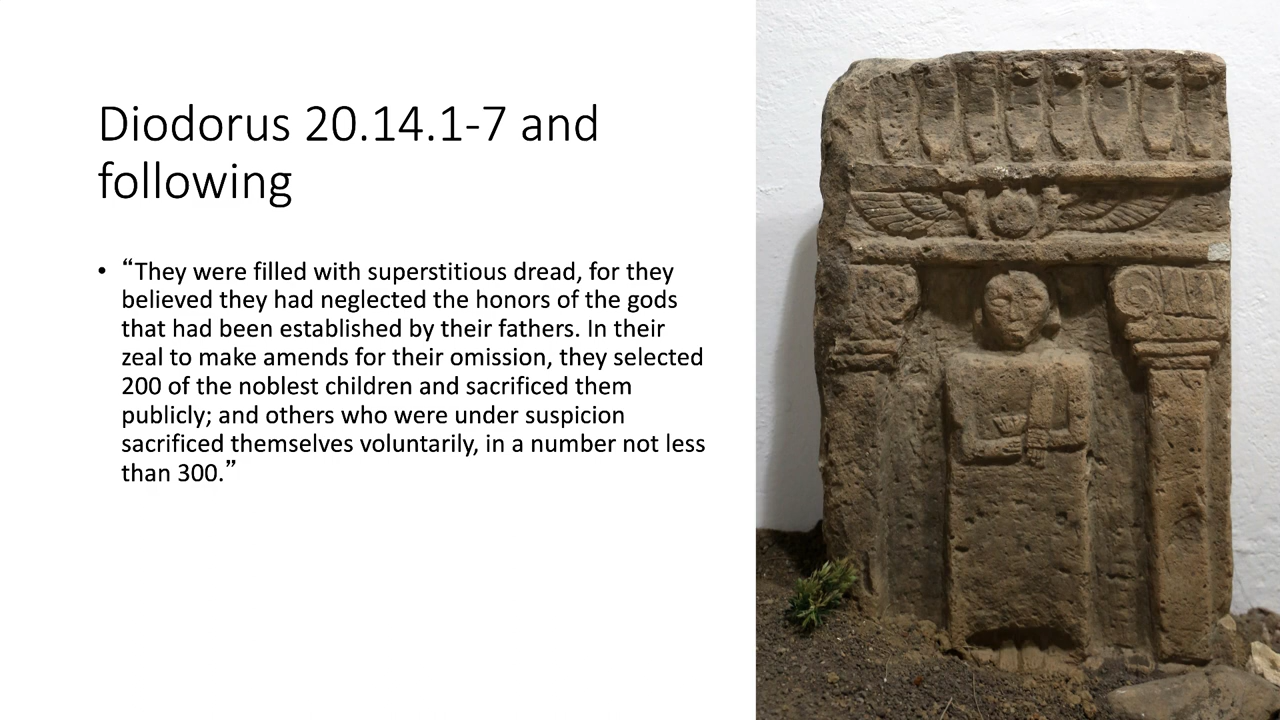 Diodorus 20.14.1-7 and
following
• “They were filled with superstitious dread, for they
believed they had neglected the honors of the gods
that had been established by their fathers. In their
zeal to make amends for their omission, they selected
200 of the noblest children and sacrificed them
publicly; and others who were under suspicion
sacrificed themselves voluntarily, in a number not less
than 300.”